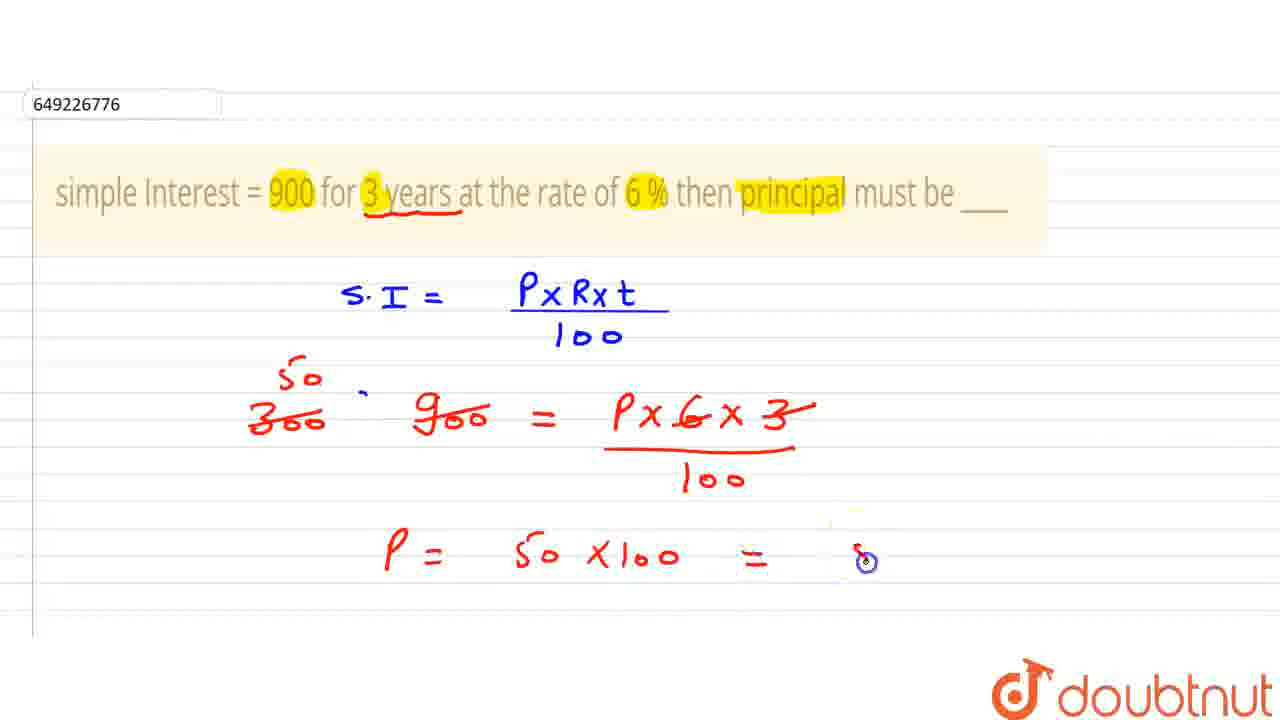 649226776
simple Interest = 900 for 3 years at the rate of 6 % then principal must be ____
S. I = P x R x t
100
50
300 900 = P x 6 x 3
100
P = 50 x 100 =
doubtnut